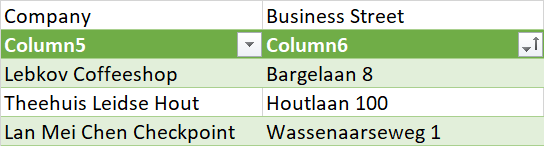 Company Business Street
Column5 Column6
Lebkov Coffeeshop Bargelaan 8
Theehuis Leidse Hout Houtlaan 100
Lan Mei Chen Checkpoint Wassenaarseweg 1